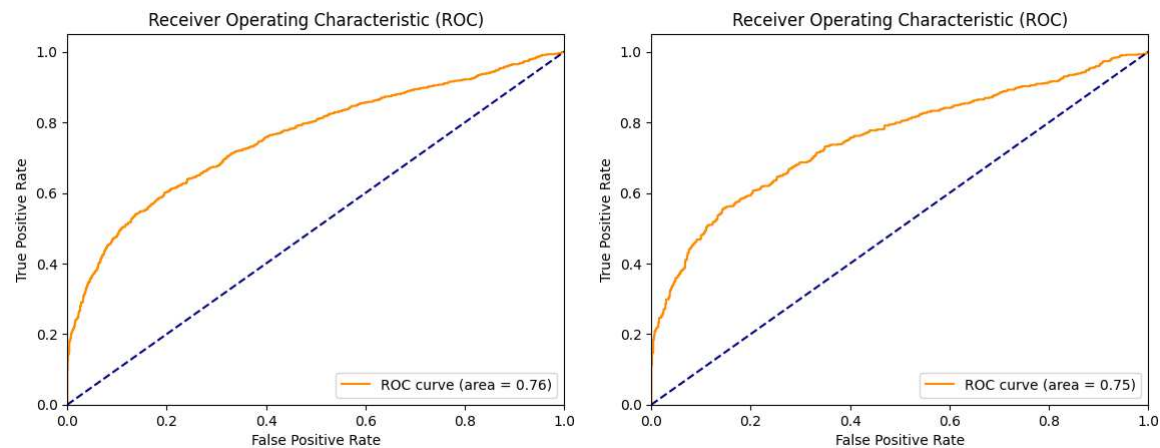 Receiver Operating Characteristic (ROC)
1.0
0.8
0.6
0.4
0.2
0.0
True Positive Rate
0.0 0.2 0.4 0.6 0.8 1.0
False Positive Rate
ROC curve (area = 0.76)
Receiver Operating Characteristic (ROC)
1.0
0.8
0.6
0.4
0.2
0.0
True Positive Rate
0.0 0.2 0.4 0.6 0.8 1.0
False Positive Rate
ROC curve (area = 0.75)